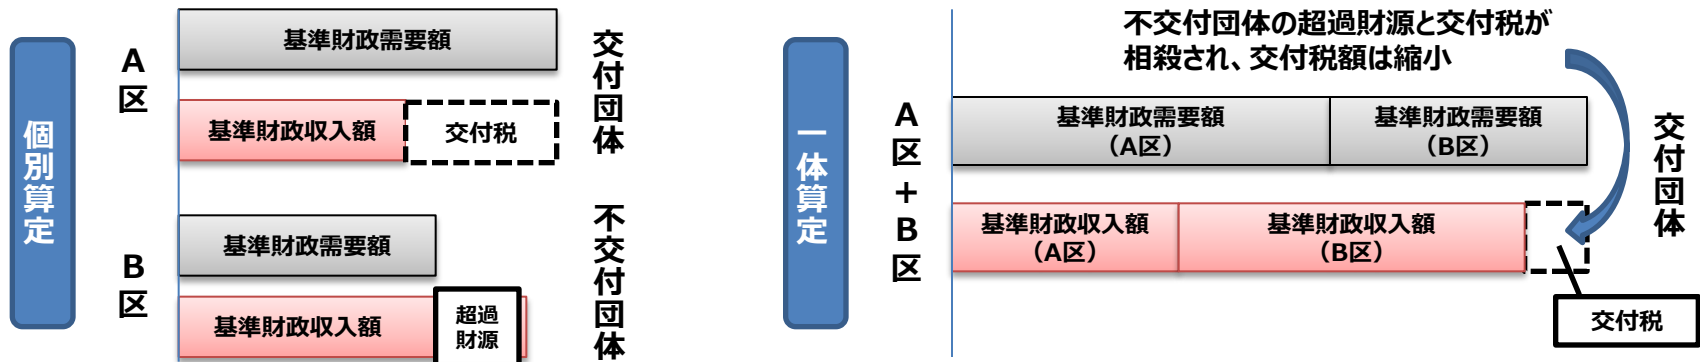 個別算定
A区
基準財政需要額
基準財政収入額
交付税
交付団体
B区
基準財政需要額
基準財政収入額
超過
財源
不交付団体
一体算定
不交付団体の超過財源と交付税が
相殺され、交付税額は縮小
A区+B区
基準財政需要額
（A区）
基準財政需要額
（B区）
基準財政収入額
（A区）
基準財政収入額
（B区）
交付税
交付団体